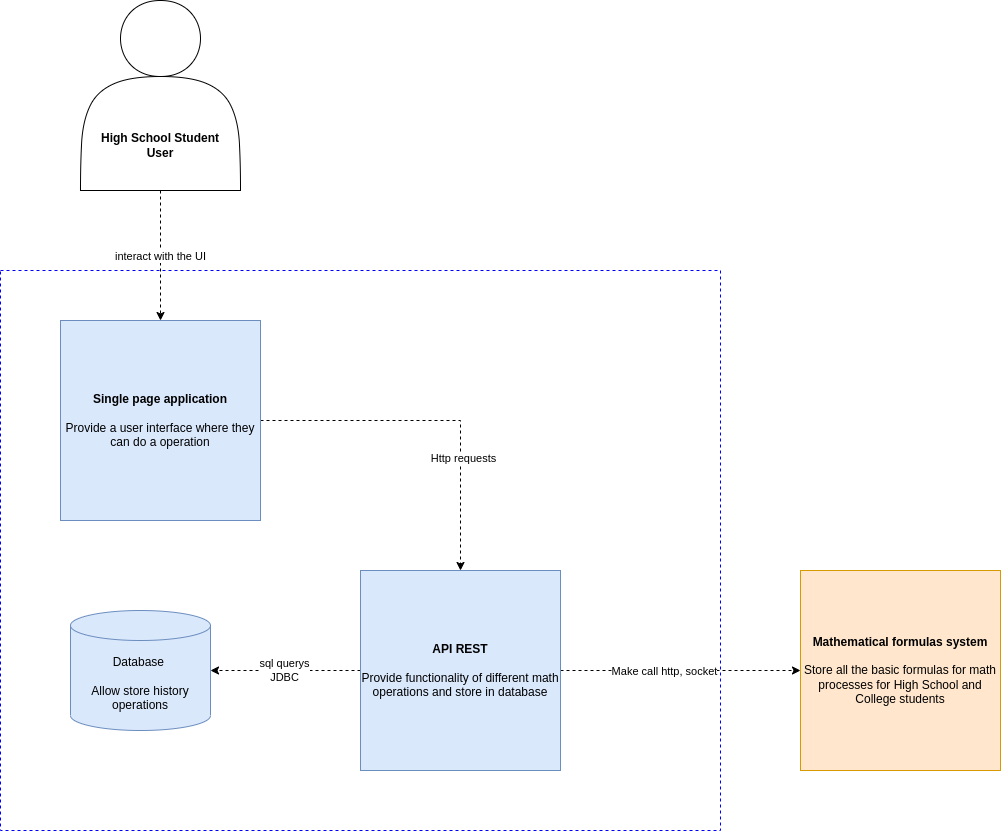 High School Student
User
interact with the UI
Single page application
Provide a user interface where they
can do a operation
Http requests
Database
Allow store history
operations
sql querys
JDBC
API REST
Provide functionality of different math
operations and store in database
Make call http, socket
Mathematical formulas system
Store all the basic formulas for math
processes for High School and
College students